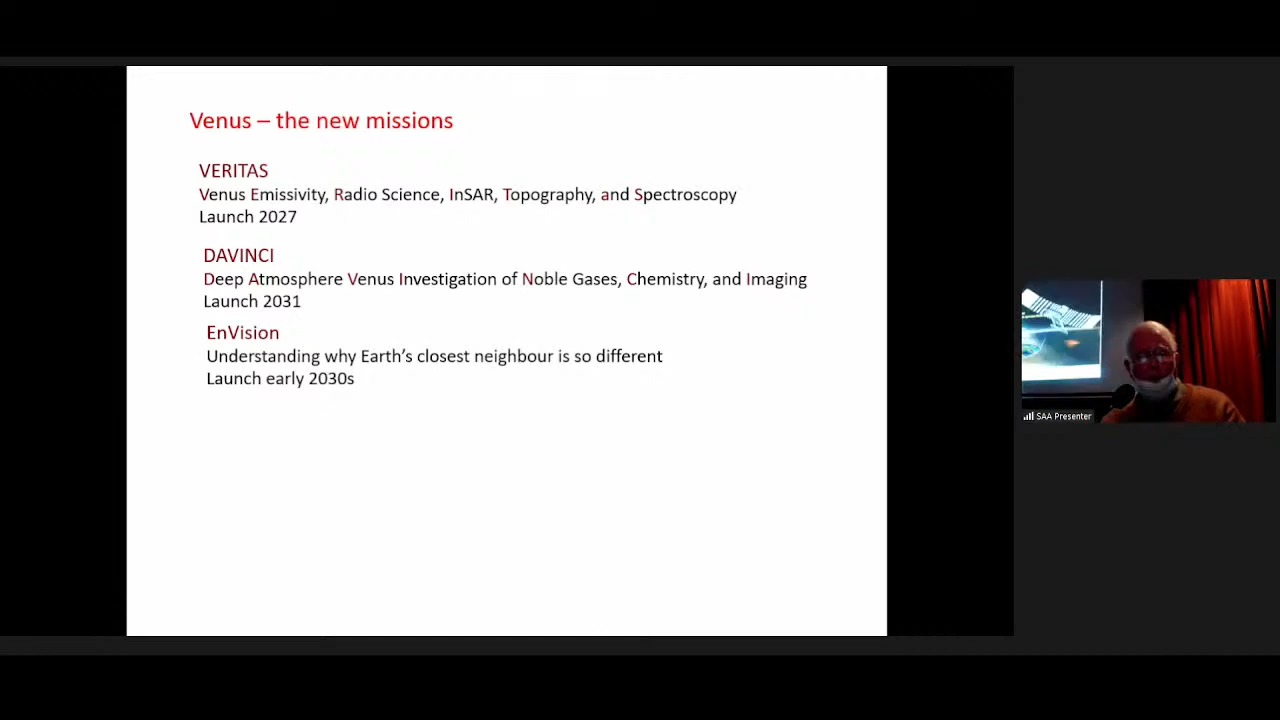 Venus – the new missions
VERITAS
Venus Emissivity, Radio Science, InSAR, Topography, and Spectroscopy
Launch 2027
DAVINCI
Deep Atmosphere Venus Investigation of Noble Gases, Chemistry, and Imaging
Launch 2031
EnVision
Understanding why Earth’s closest neighbour is so different
Launch early 2030s
SAA Presenter